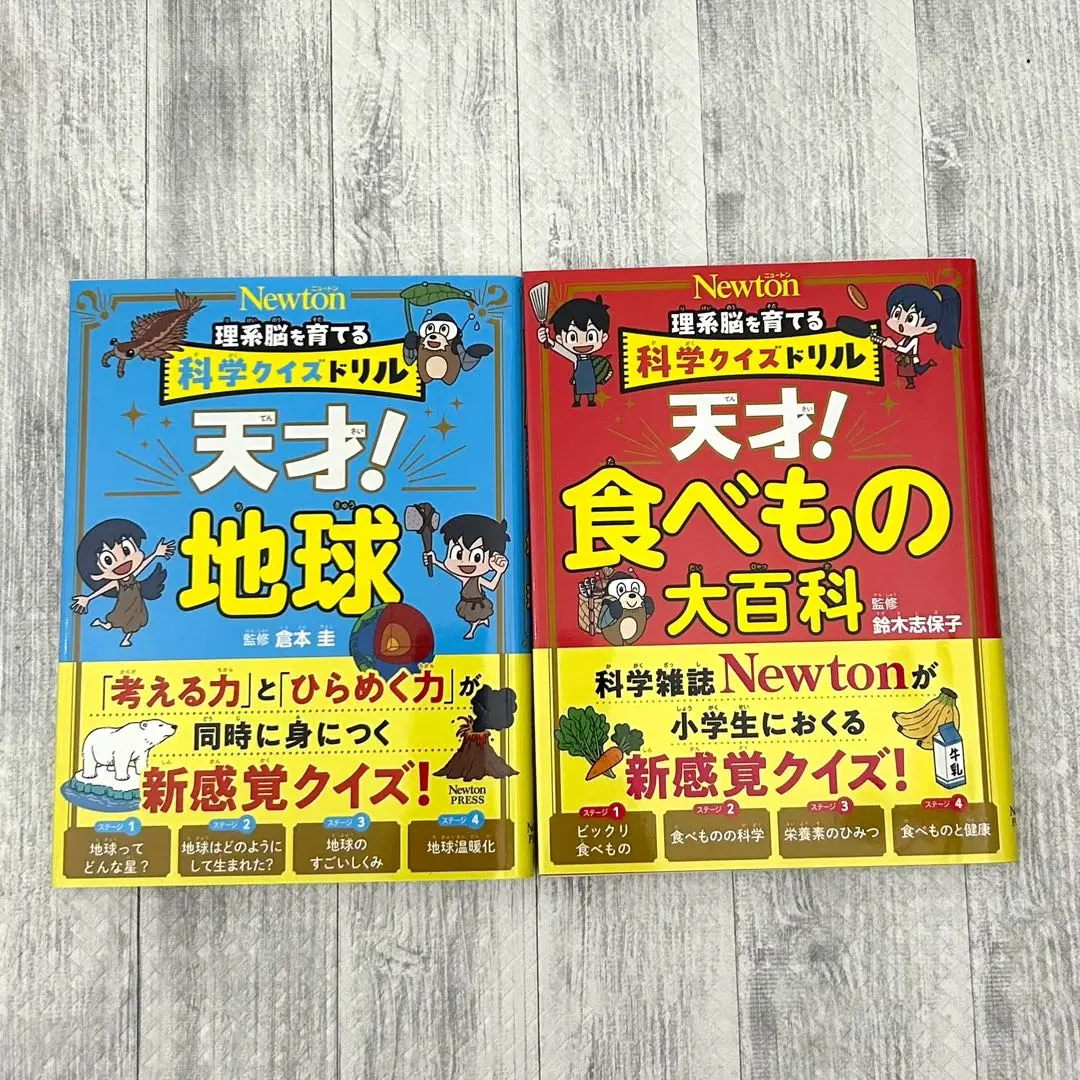 ニュートン
Newton
理系脳を育てる
科学クイズドリル
天才!
地球
監修 倉本 圭
「考える力」と「ひらめく力」が
同時に身につく
新感覚クイズ!
Newton
PRESS
ステージ 1
地球って
どんな星?
ステージ 2
地球はどのように
して生まれた?
ステージ 3
地球の
すごいしくみ
ステージ 4
地球温暖化
ニュートン
Newton
理系脳を育てる
科学クイズドリル
天才!
食べもの
大百科
監修
鈴木志保子
科学雑誌Newtonが
小学生におくる
新感覚クイズ!
牛乳
ステージ 1
ビックリ
食べもの
ステージ 2
食べものの科学
ステージ 3
栄養素のひみつ
ステージ 4
食べものと健康